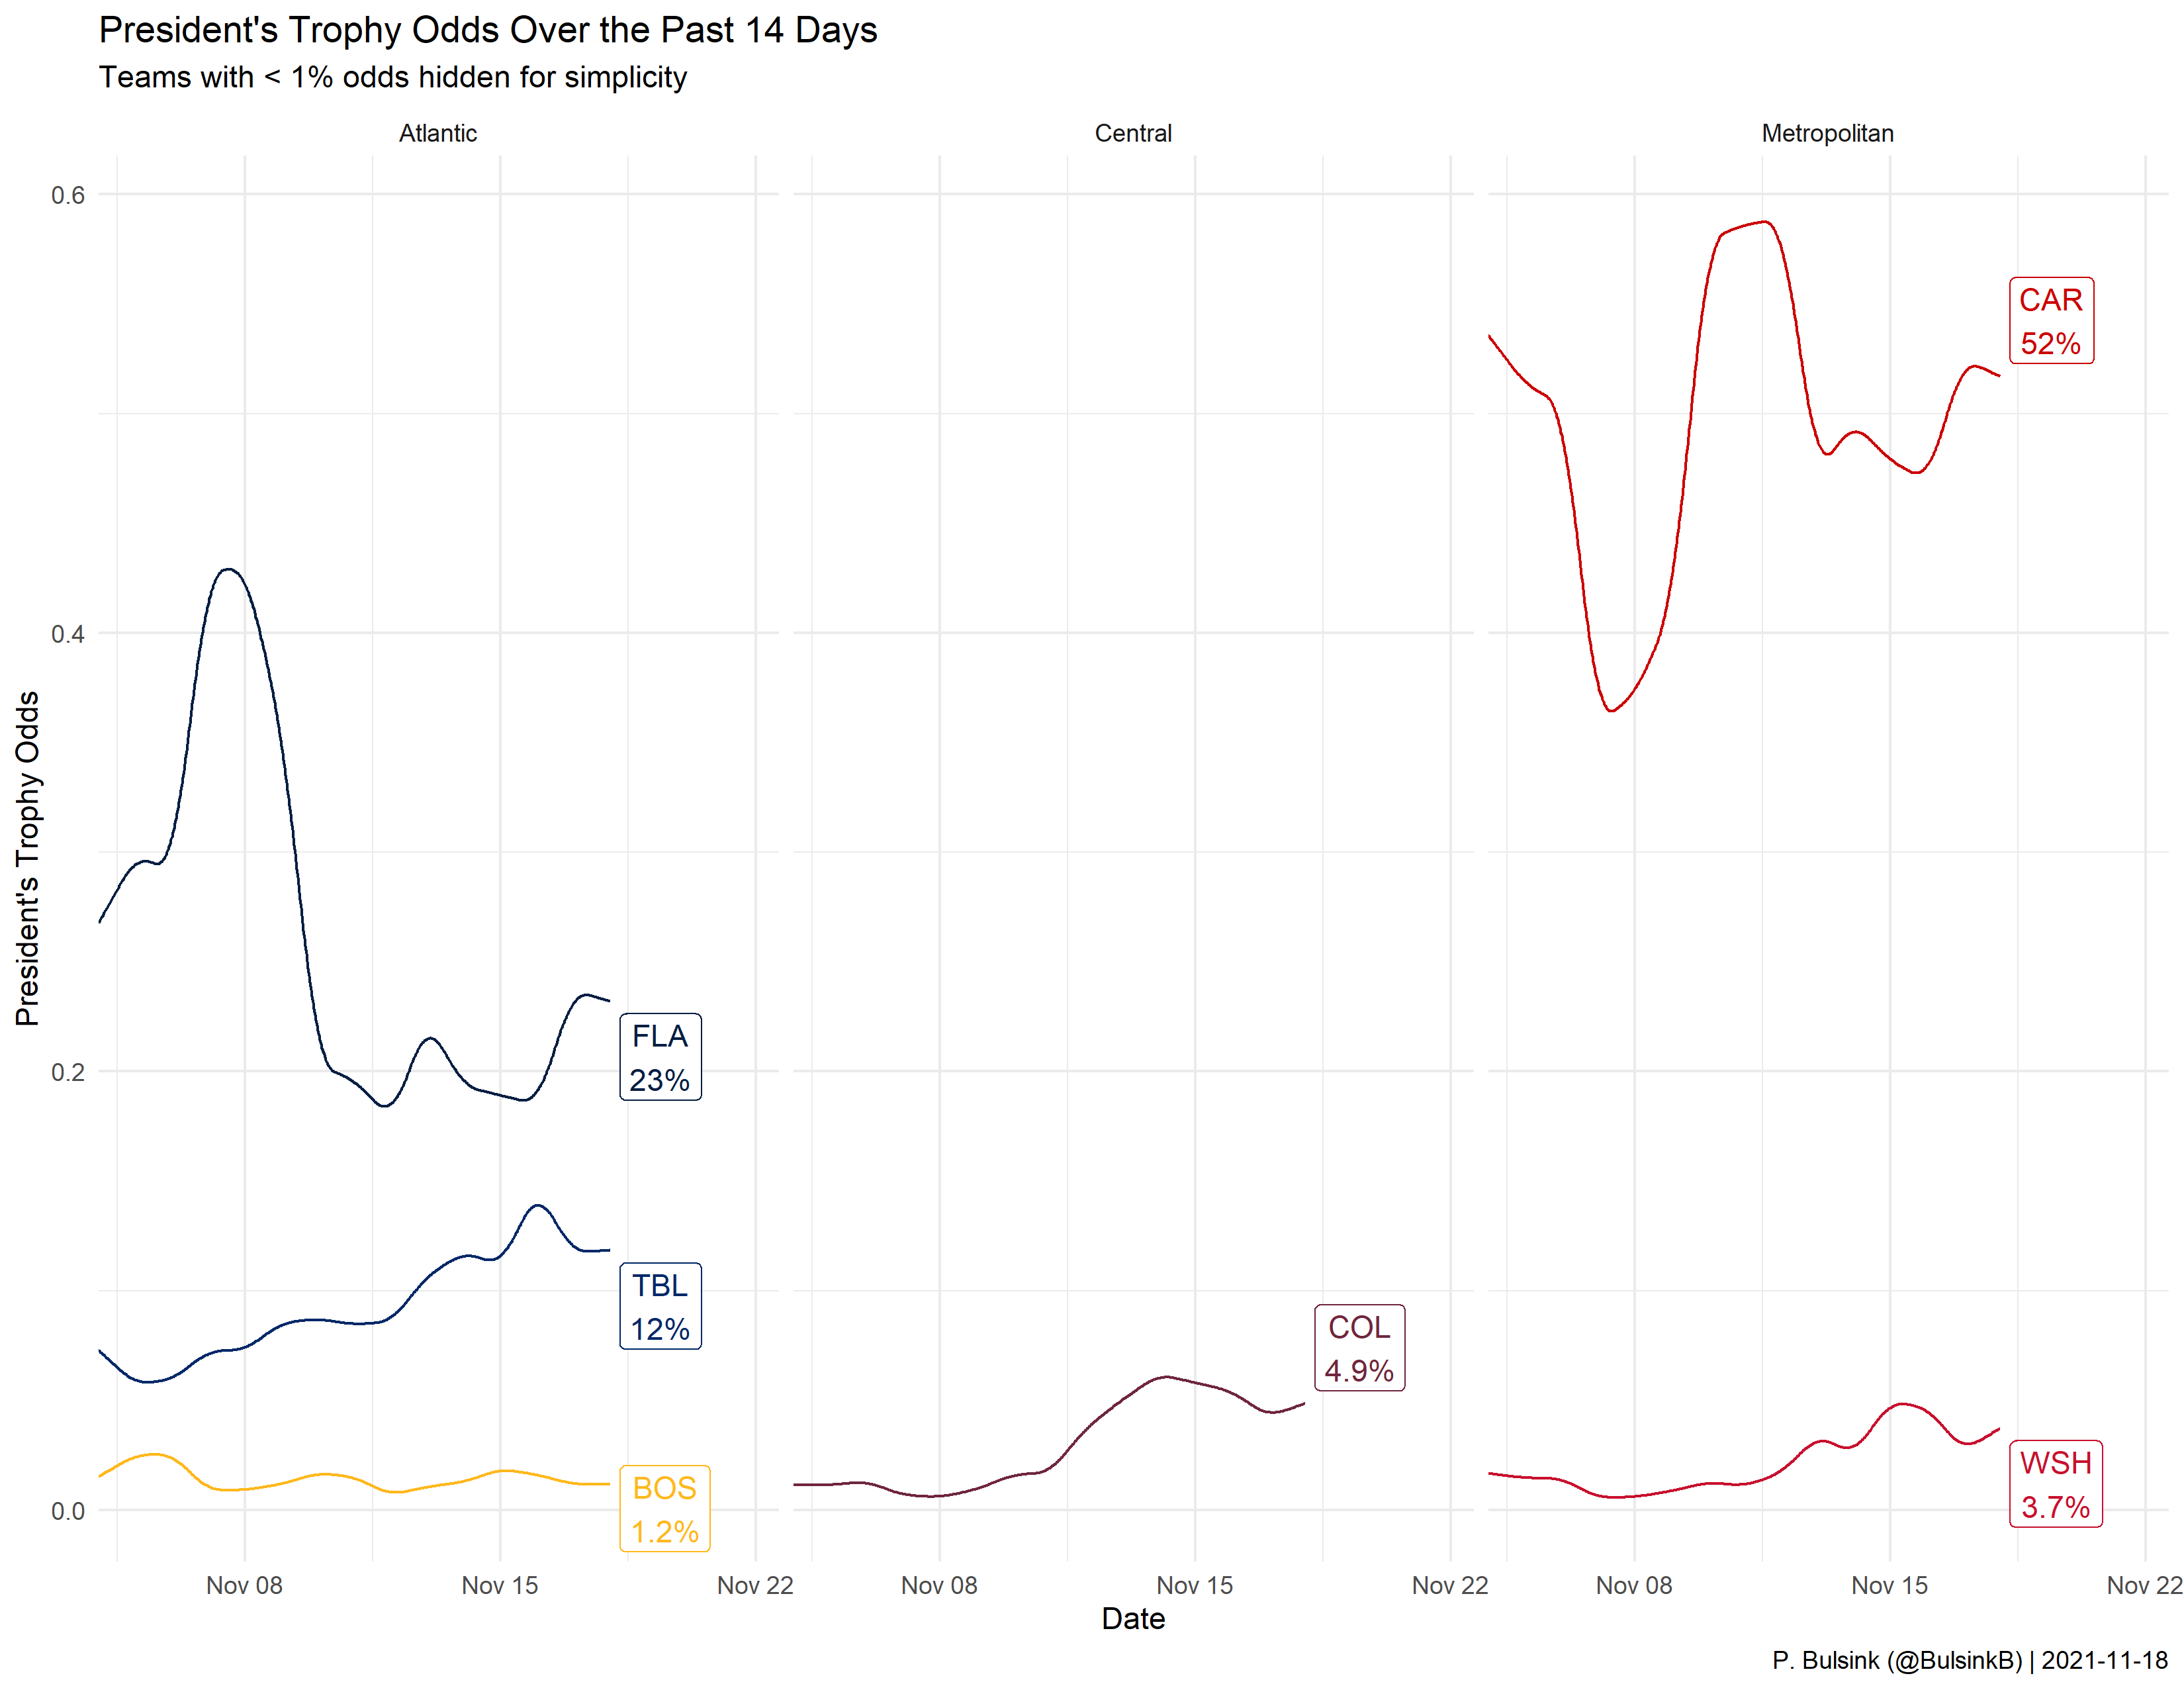 President's Trophy Odds Over the Past 14 Days
Teams with < 1% odds hidden for simplicity
Atlantic
Central
Metropolitan
President's Trophy Odds
0.6
0.4
0.2
0.0
FLA
23%
TBL
12%
BOS
1.2%
COL
4.9%
CAR
52%
WSH
3.7%
Nov 08
Nov 15
Nov 22
Nov 08
Nov 15
Nov 22
Nov 08
Nov 15
Nov 22
Date
P. Bulsink (@BulsinkB) | 2021-11-18